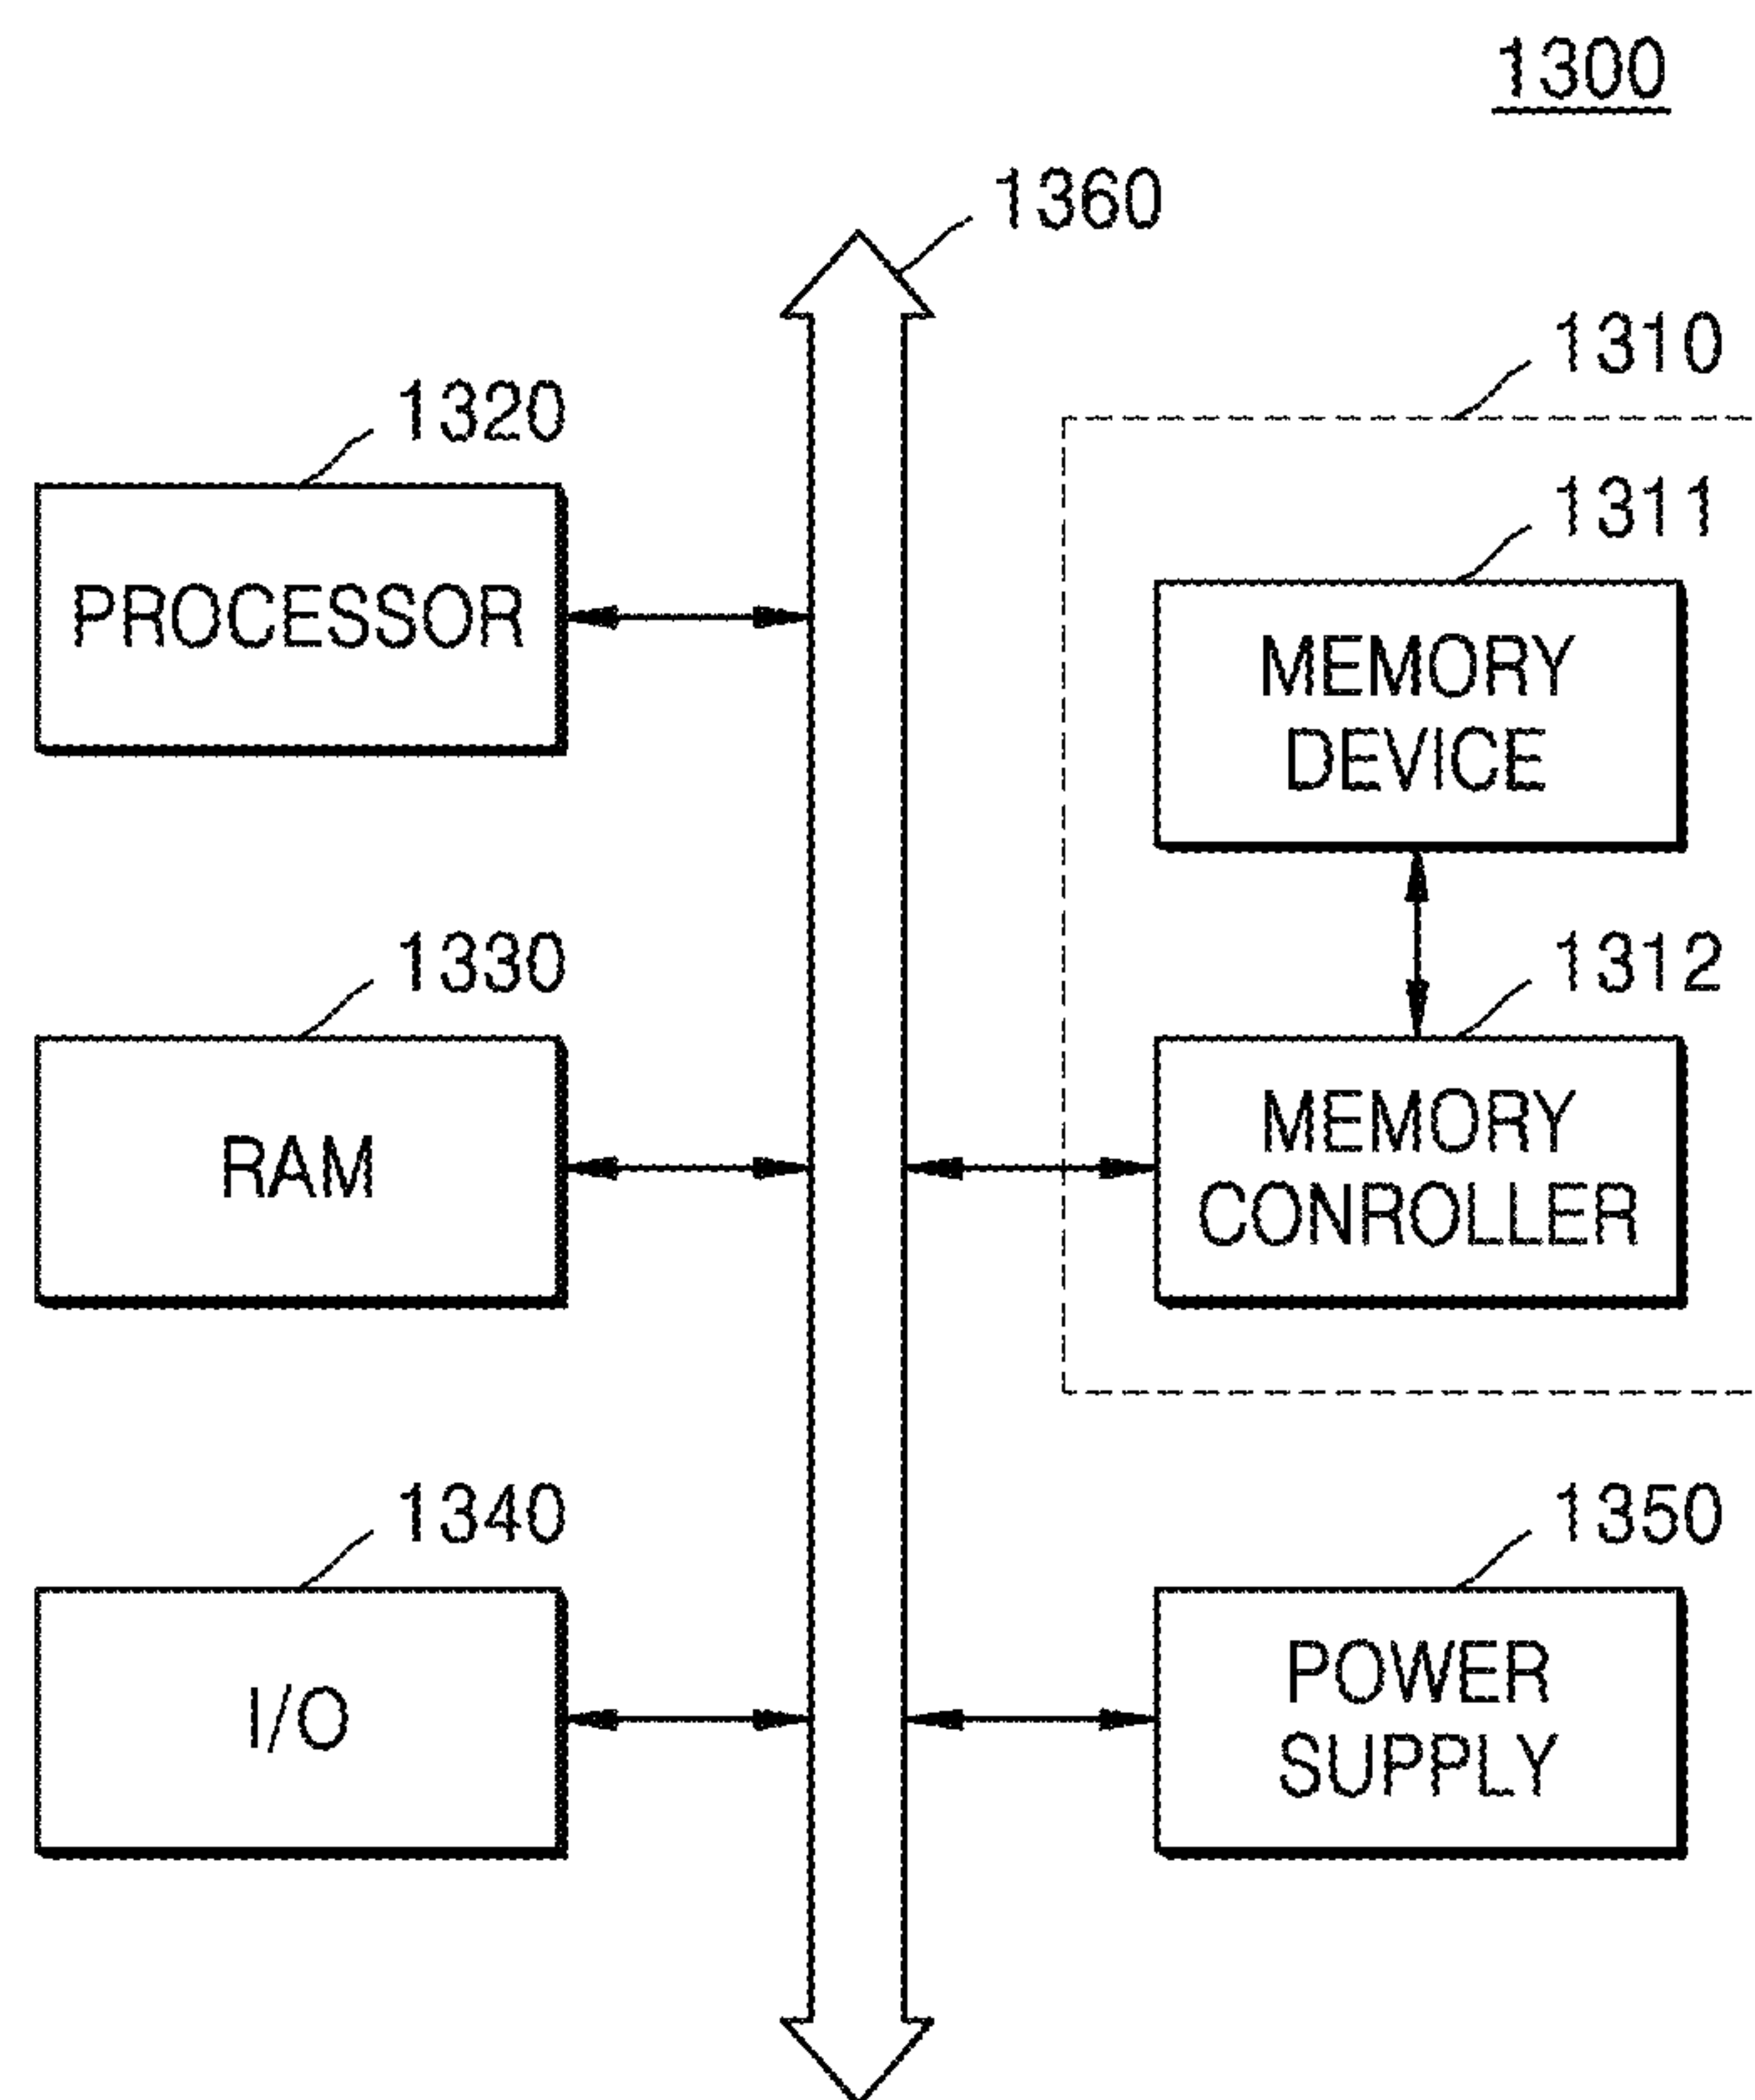 1300
1360
1310
1320
1311
PROCESSOR
MEMORY
DEVICE
1330
1312
RAM
MEMORY
CONROLLER
1340
1350
I/O
POWER
SUPPLY